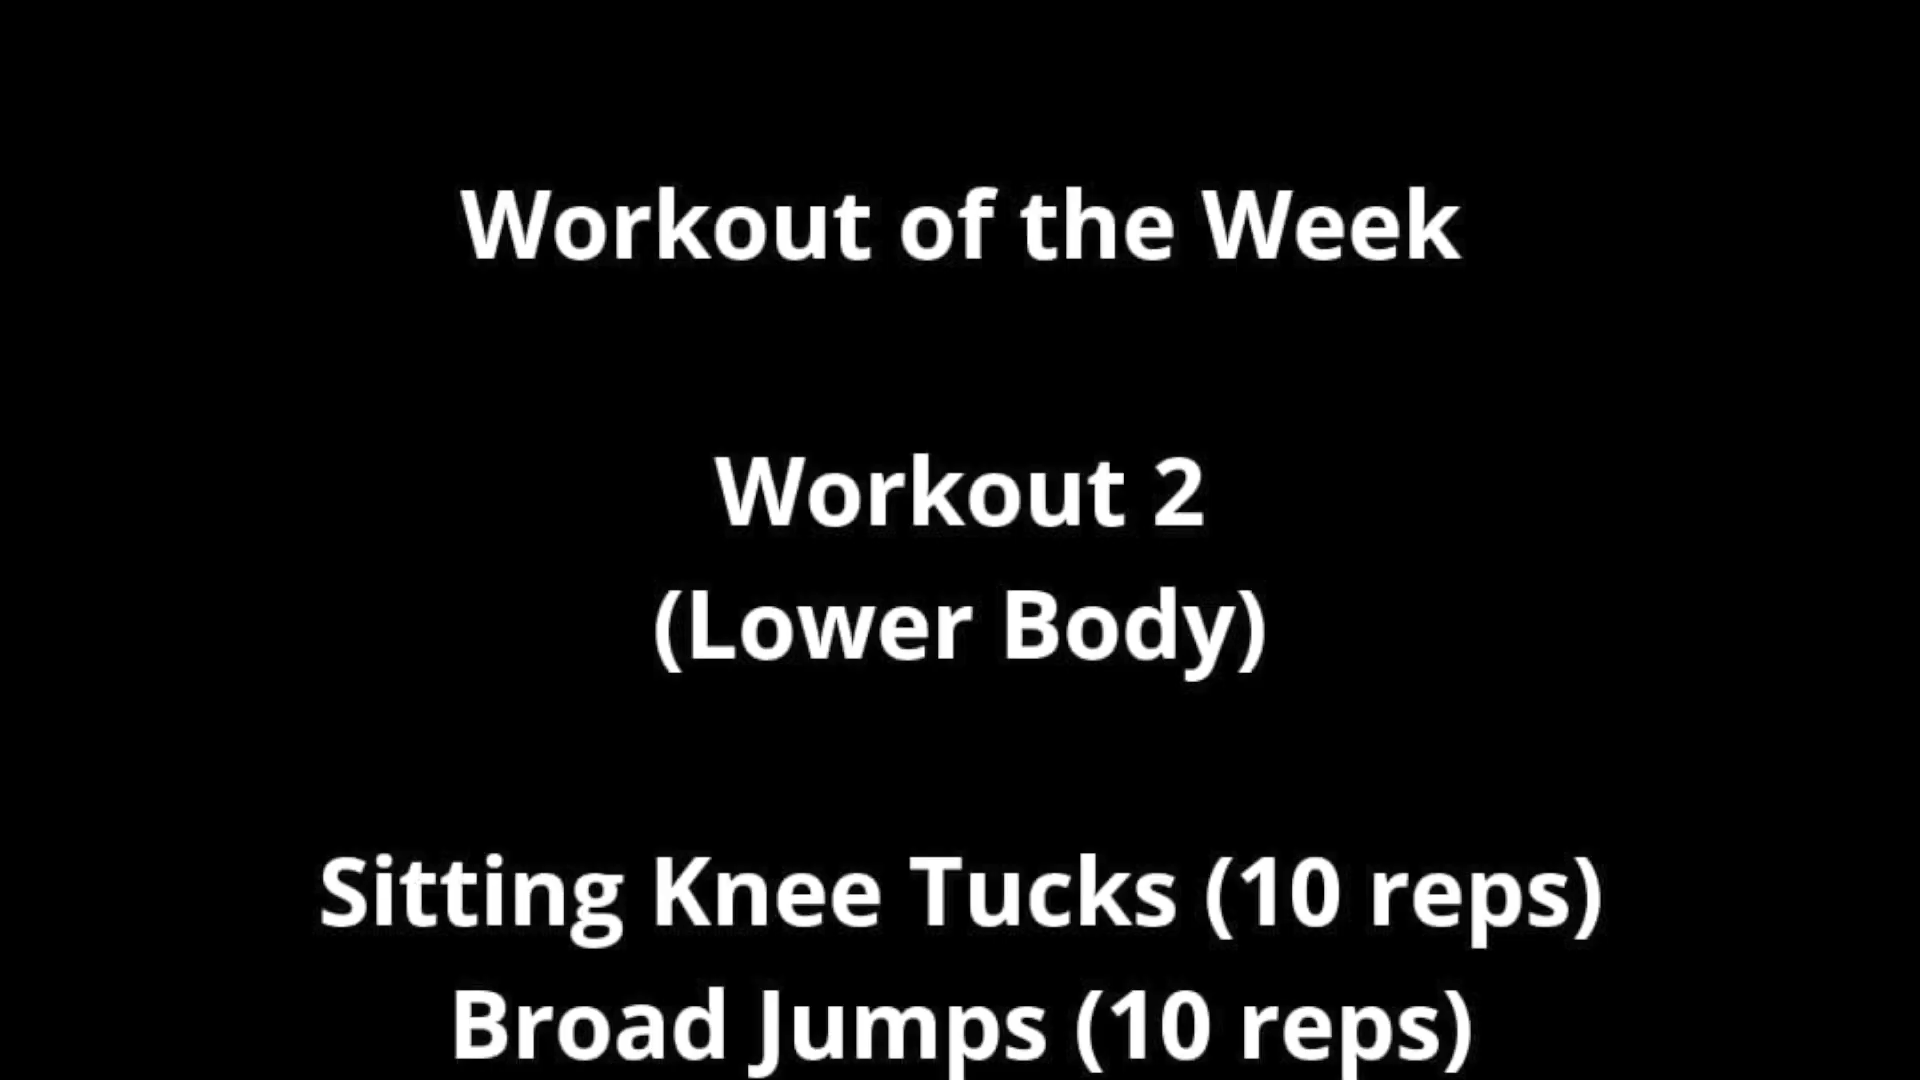 Workout of the Week
Workout 2
(Lower Body)
Sitting Knee Tucks (10 reps)
Broad Jumps (10 reps)